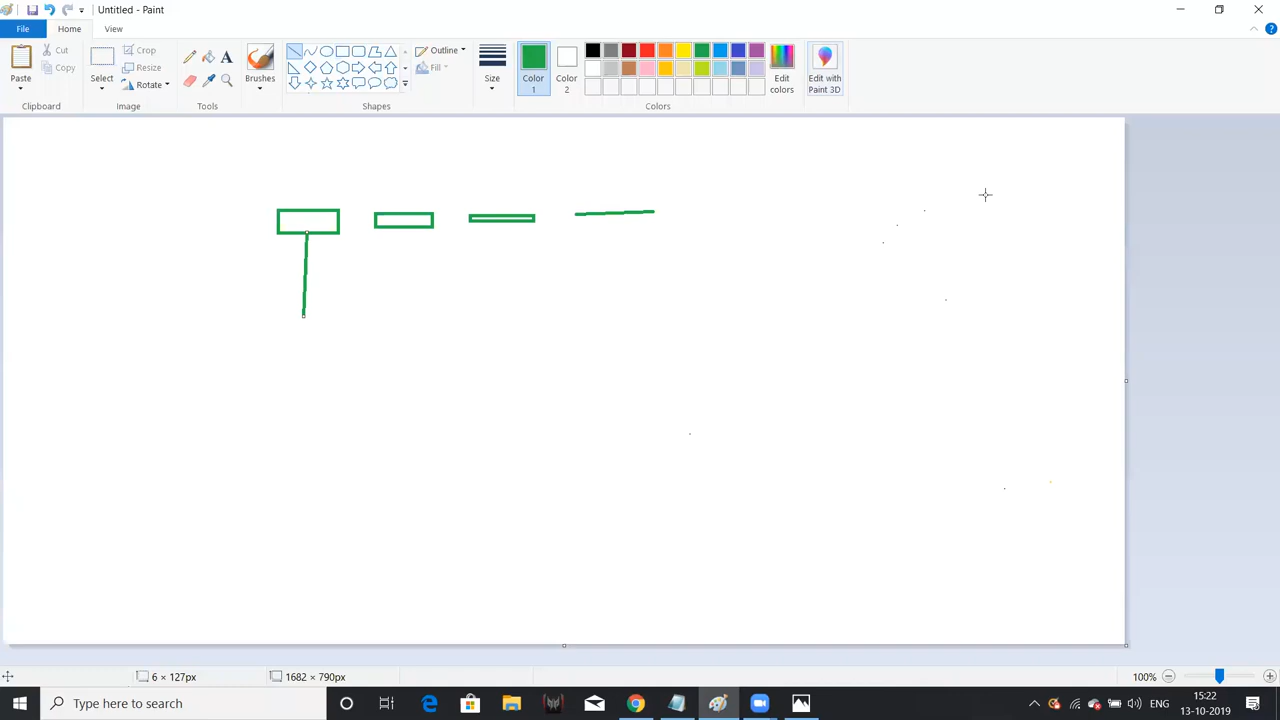 Untitled - Paint
File Home View
Paste
Cut
Copy
Clipboard
Select
Crop
Resize
Rotate
Image
A
Tools
Brushes
Outline
Fill
Shapes
Size
Color 1
Color 2
Colors
Edit colors
Edit with Paint 3D
6 × 127px
1682 × 790px
100%
Type here to search
ENG
15:22
13-10-2019